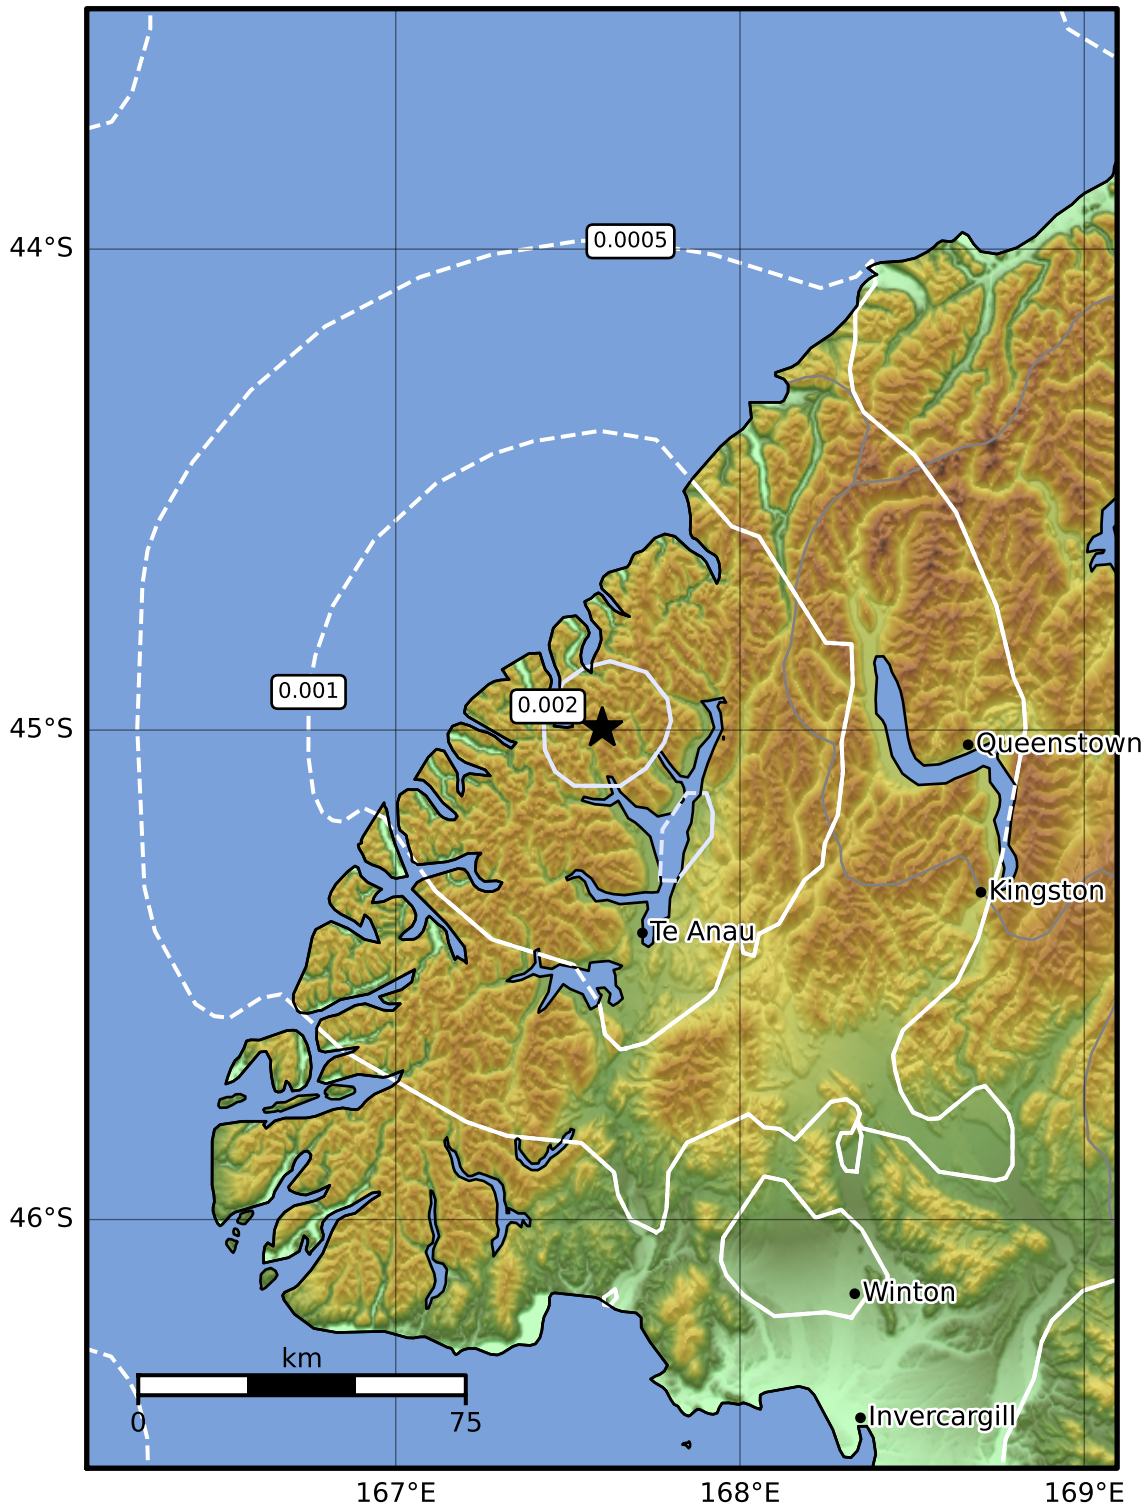 0.0005
44°S
0.001
0.002
45°S
Queenstown
Kingston
Te Anau
46°S
Winton
km
0
75
Invercargill
167°E
168°E
169°E